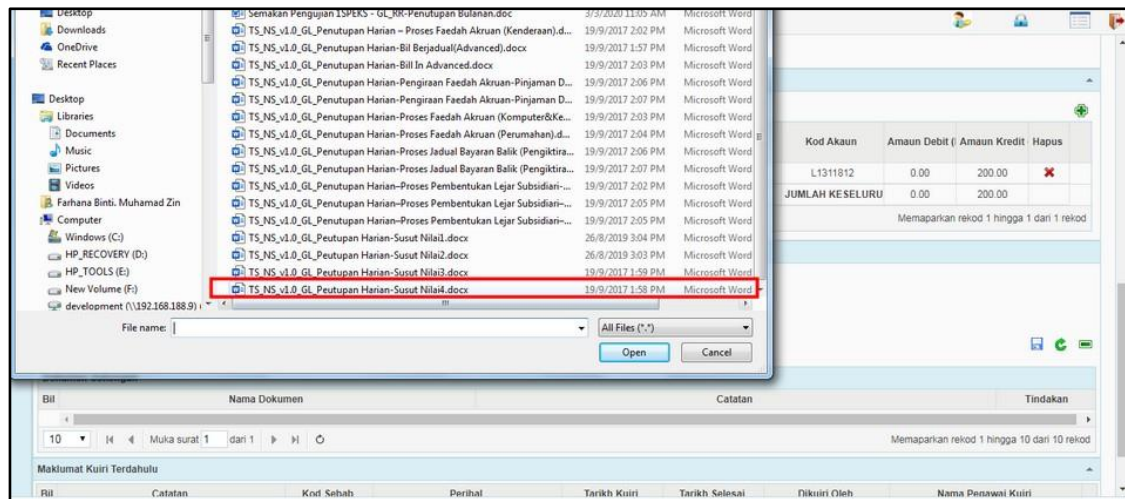 Desktop
Downloads
OneDrive
Recent Places
Desktop
Libraries
Documents
Music
Pictures
Videos
Farhana Binti. Muhamad Zin
Computer
Windows (C:)
HP_RECOVERY (D:)
HP_TOOLS (E:)
New Volume (F:)
development (\\192.168.188.9) (
Semakan Pengujian 1SPEKS - GL_RR-Penutupan Bulanan.doc 3/3/2020 11:05 AM Microsoft Word
TS_NS_v1.0_GL_Penutupan Harian – Proses Faedah Akruan (Kenderaan).d... 19/9/2017 2:02 PM Microsoft Word
TS_NS_v1.0_GL_Penutupan Harian-Bil Berjadual(Advanced).docx 19/9/2017 1:57 PM Microsoft Word
TS_NS_v1.0_GL_Penutupan Harian-Bill In Advanced.docx 19/9/2017 2:03 PM Microsoft Word
TS_NS_v1.0_GL_Penutupan Harian-Pengiraan Faedah Akruan-Pinjaman D... 19/9/2017 2:06 PM Microsoft Word
TS_NS_v1.0_GL_Penutupan Harian-Pengiraan Faedah Akruan-Pinjaman D... 19/9/2017 2:07 PM Microsoft Word
TS_NS_v1.0_GL_Penutupan Harian-Proses Faedah Akruan (Komputer&Ke... 19/9/2017 2:03 PM Microsoft Word
TS_NS_v1.0_GL_Penutupan Harian-Proses Faedah Akruan (Perumahan).d... 19/9/2017 2:04 PM Microsoft Word
TS_NS_v1.0_GL_Penutupan Harian-Proses Jadual Bayaran Balik (Pengiktira... 19/9/2017 2:06 PM Microsoft Word
TS_NS_v1.0_GL_Penutupan Harian-Proses Jadual Bayaran Balik (Pengiktira... 19/9/2017 2:07 PM Microsoft Word
TS_NS_v1.0_GL_Penutupan Harian–Proses Pembentukan Lejar Subsidiari-... 19/9/2017 2:02 PM Microsoft Word
TS_NS_v1.0_GL_Penutupan Harian–Proses Pembentukan Lejar Subsidiari–... 19/9/2017 2:05 PM Microsoft Word
TS_NS_v1.0_GL_Penutupan Harian–Proses Pembentukan Lejar Subsidiari–... 19/9/2017 2:05 PM Microsoft Word
TS_NS_v1.0_GL_Peutupan Harian-Susut Nilai1.docx 26/8/2019 3:04 PM Microsoft Word
TS_NS_v1.0_GL_Peutupan Harian-Susut Nilai2.docx 26/8/2019 3:03 PM Microsoft Word
TS_NS_v1.0_GL_Peutupan Harian-Susut Nilai3.docx 19/9/2017 1:59 PM Microsoft Word
TS_NS_v1.0_GL_Peutupan Harian-Susut Nilai4.docx 19/9/2017 1:58 PM Microsoft Word
File name: All Files (*.*)
Open Cancel
Kod Akaun Amaun Debit ( Amaun Kredit Hapus
L1311812 0.00 200.00
JUMLAH KESELURU 0.00 200.00
Memaparkan rekod 1 hingga 1 dari 1 rekod
Bil Nama Dokumen Catatan Tindakan
10 Muka surat 1 dari 1 Memaparkan rekod 1 hingga 10 dari 10 rekod
Maklumat Kuiri Terdahulu
Bil Catatan Kod Sebab Perihal Tarikh Kuiri Tarikh Selesai Dikuiri Oleh Nama Pegawai Kuiri